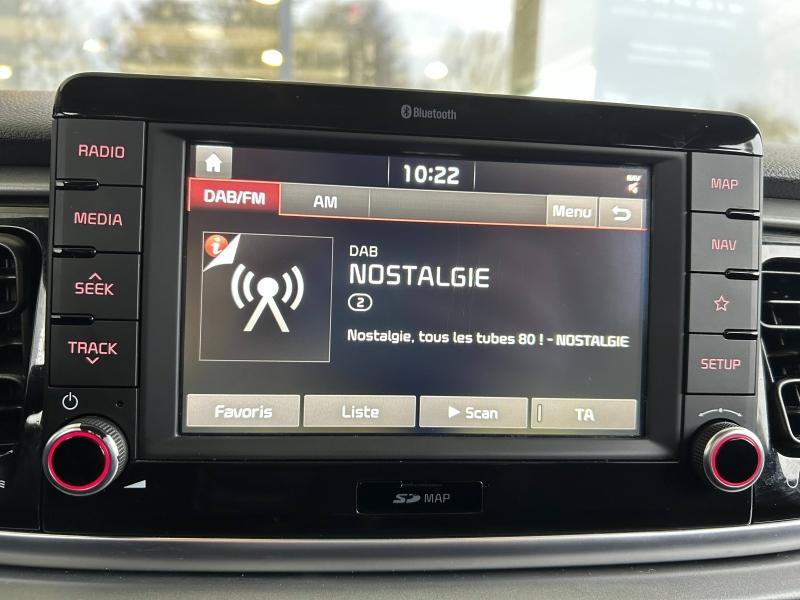 Bluetooth
RADIO
MEDIA
SEEK
TRACK
10:22
NAV
DAB/FM
AM
Menu
DAB
NOSTALGIE
2
Nostalgie, tous les tubes 80 ! - NOSTALGIE
Favoris
Liste
Scan
TA
MAP
NAV
SETUP
SD MAP